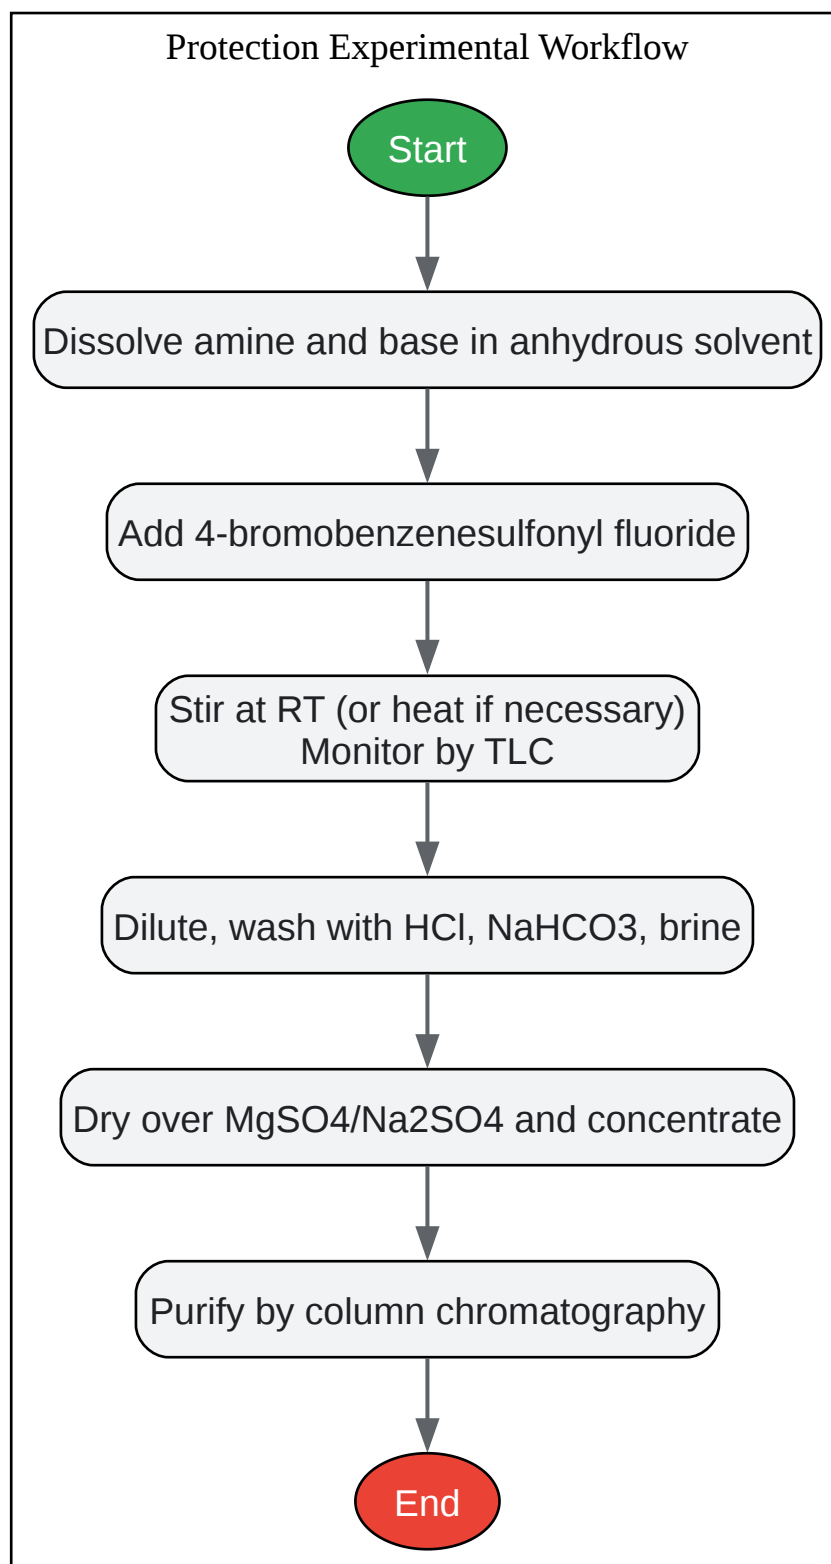 Protection Experimental Workflow
Start
Dissolve amine and base in anhydrous solvent
Add 4-bromobenzenesulfonyl fluoride
Stir at RT (or heat if necessary)
Monitor by TLC
Dilute, wash with HCl, NaHCO3, brine
Dry over MgSO4/Na2SO4 and concentrate
Purify by column chromatography
End